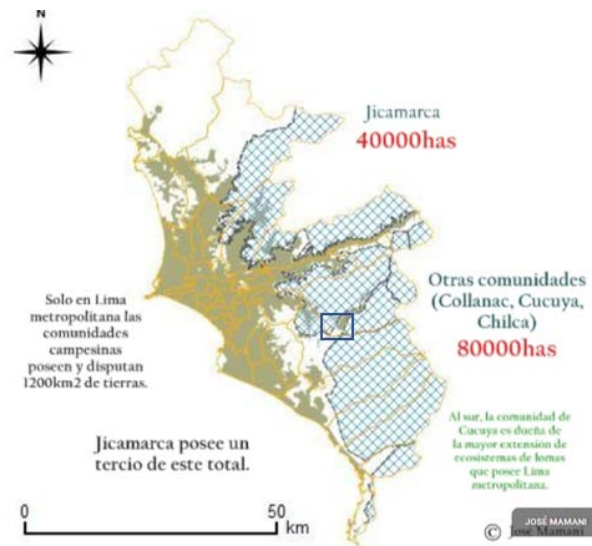 N
Jicamarca
40000has
Otras comunidades
(Collanac, Cucuya,
Chilca)
80000has
Solo en Lima
metropolitana las
comunidades
campesinas
poseen y disputan
1200km2 de tierras.
Al sur, la comunidad de
Cucuya es dueña de
la mayor extensión de
ecosistemas de lomas
que posee Lima
metropolitana.
Jicamarca posee un
tercio de este total.
0 50
km
© José Mamani
JOSÉ MAMANI